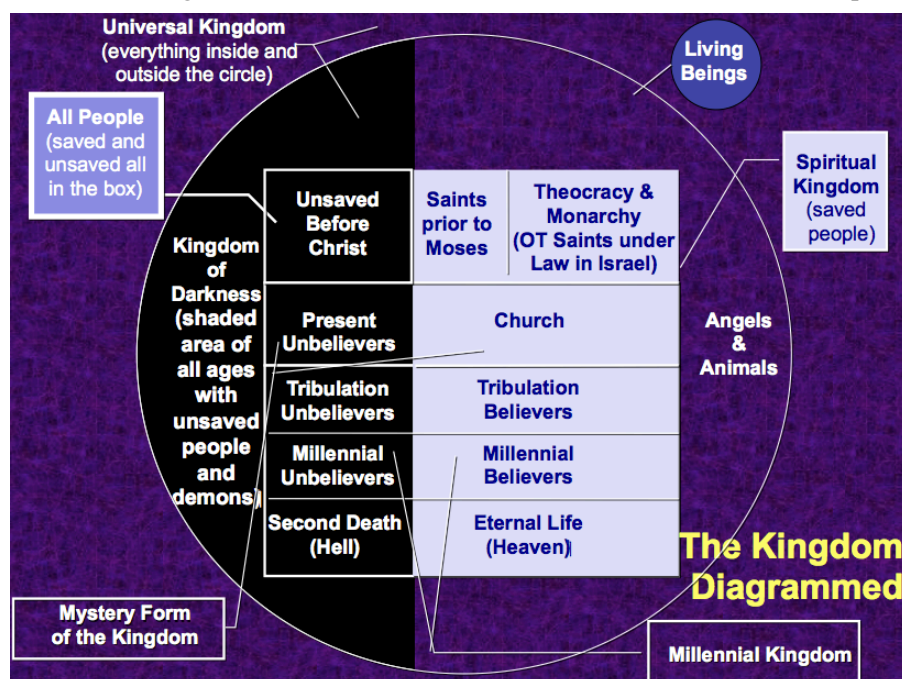 Universal Kingdom
(everything inside and
outside the circle)
Living
Beings
All People
(saved and
unsaved all
in the box)
Spiritual
Kingdom
(saved
people)
Unsaved
Before
Christ
Saints
prior to
Moses
Theocracy &
Monarchy
(OT Saints under
Law in Israel)
Kingdom
of
Darkness
(shaded
area of
all ages
with
unsaved
people
and
demons)
Present
Unbelievers
Church
Angels
&
Animals
Tribulation
Unbelievers
Tribulation
Believers
Millennial
Unbelievers
Millennial
Believers
Second Death
(Hell)
Eternal Life
(Heaven)
The Kingdom
Diagrammed
Mystery Form
of the Kingdom
Millennial Kingdom